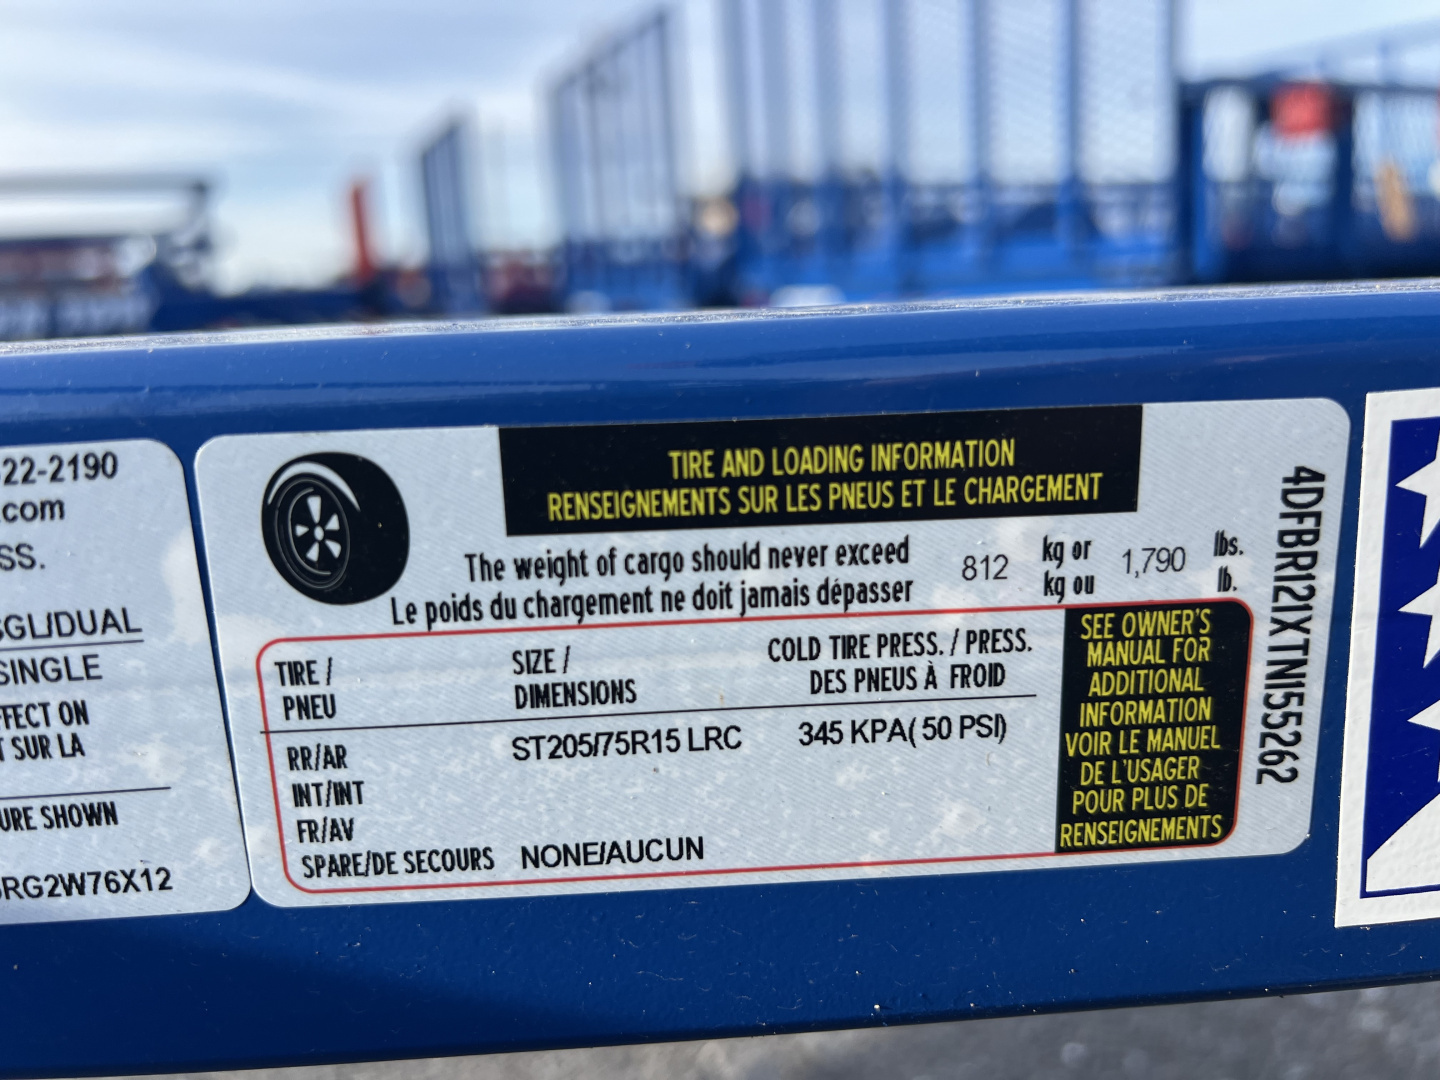 22-2190
.com
SS.
SGL/DUAL
SINGLE
FFECT ON
T SUR LA
URE SHOWN
RG2W76X12
TIRE AND LOADING INFORMATION
RENSEIGNEMENTS SUR LES PNEUS ET LE CHARGEMENT
The weight of cargo should never exceed 812 kg or 1,790 lbs.
Le poids du chargement ne doit jamais dépasser kg ou lb.
TIRE / SIZE / COLD TIRE PRESS. / PRESS.
PNEU DIMENSIONS DES PNEUS À FROID
RR/AR ST205/75R15 LRC 345 KPA( 50 PSI)
INT/INT
FR/AV
SPARE/DE SECOURS NONE/AUCUN
SEE OWNER'S
MANUAL FOR
ADDITIONAL
INFORMATION
VOIR LE MANUEL
DE L'USAGER
POUR PLUS DE
RENSEIGNEMENTS
4DFBR121XTN155262